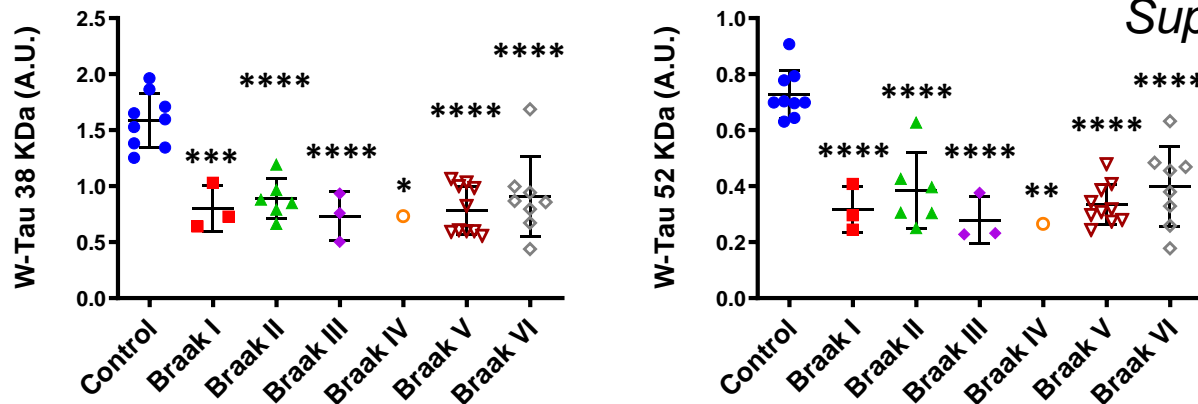 Sup
W-Tau 38 KDa (A.U.)
2.5
2.0
1.5
1.0
0.5
0.0
***
****
****
*
****
****
Control
Braak I
Braak II
Braak III
Braak IV
Braak V
Braak VI
W-Tau 52 KDa (A.U.)
1.0
0.8
0.6
0.4
0.2
0.0
****
****
****
**
****
****
Control
Braak I
Braak II
Braak III
Braak IV
Braak V
Braak VI